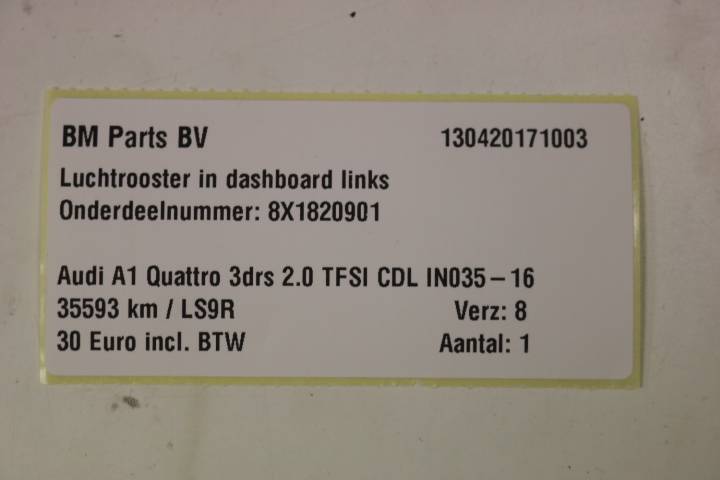 BM Parts BV 130420171003
Luchtrooster in dashboard links
Onderdeelnummer: 8X1820901
Audi A1 Quattro 3drs 2.0 TFSI CDL IN035-16
35593 km / LS9R Verz: 8
30 Euro incl. BTW Aantal: 1